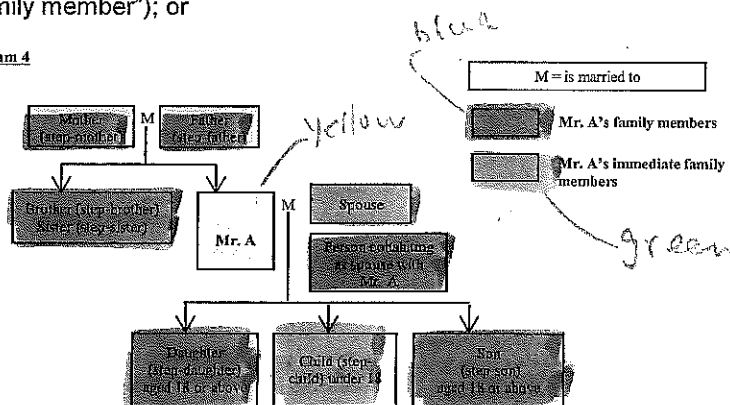 mily member"); or
am 4
black
M = is married to
Mother
(step-mother)
M
Father
(step-father)
yellow
Mr. A's family members
Mr. A's immediate family
members
Brother (step-brother)
Sister (step-sister)
Mr. A
M
Spouse
Person cohabiting
as spouse with
Mr. A
green
Daughter
(step-daughter)
aged 18 or above
Child (step-
child) under 18
Son
(step-son)
aged 18 or above